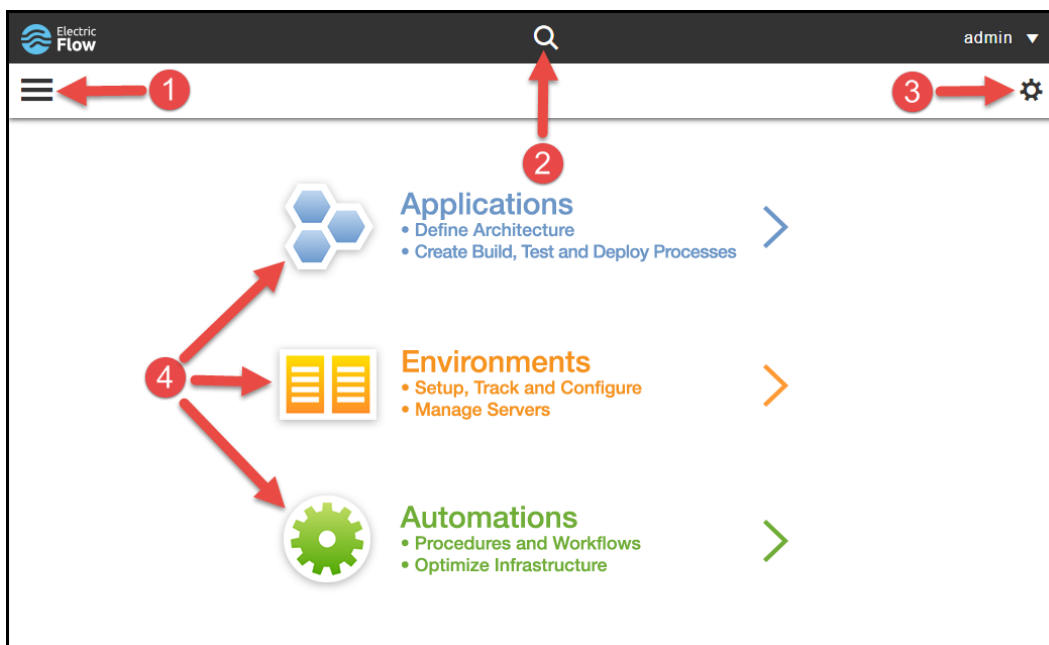 Electric
Flow
admin
1
3
2
Applications
• Define Architecture
• Create Build, Test and Deploy Processes
4
Environments
• Setup, Track and Configure
• Manage Servers
Automations
• Procedures and Workflows
• Optimize Infrastructure